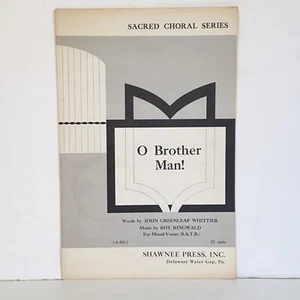 SACRED CHORAL SERIES
O Brother
Man!
Words by JOHN GREENLEAF WHITTIER
Music by ROY RINGWALD
For Mixed Voices (S.A.T.B.)
25 cents
SHAWNEE PRESS, INC.
Delaware Water Gap, Pa.